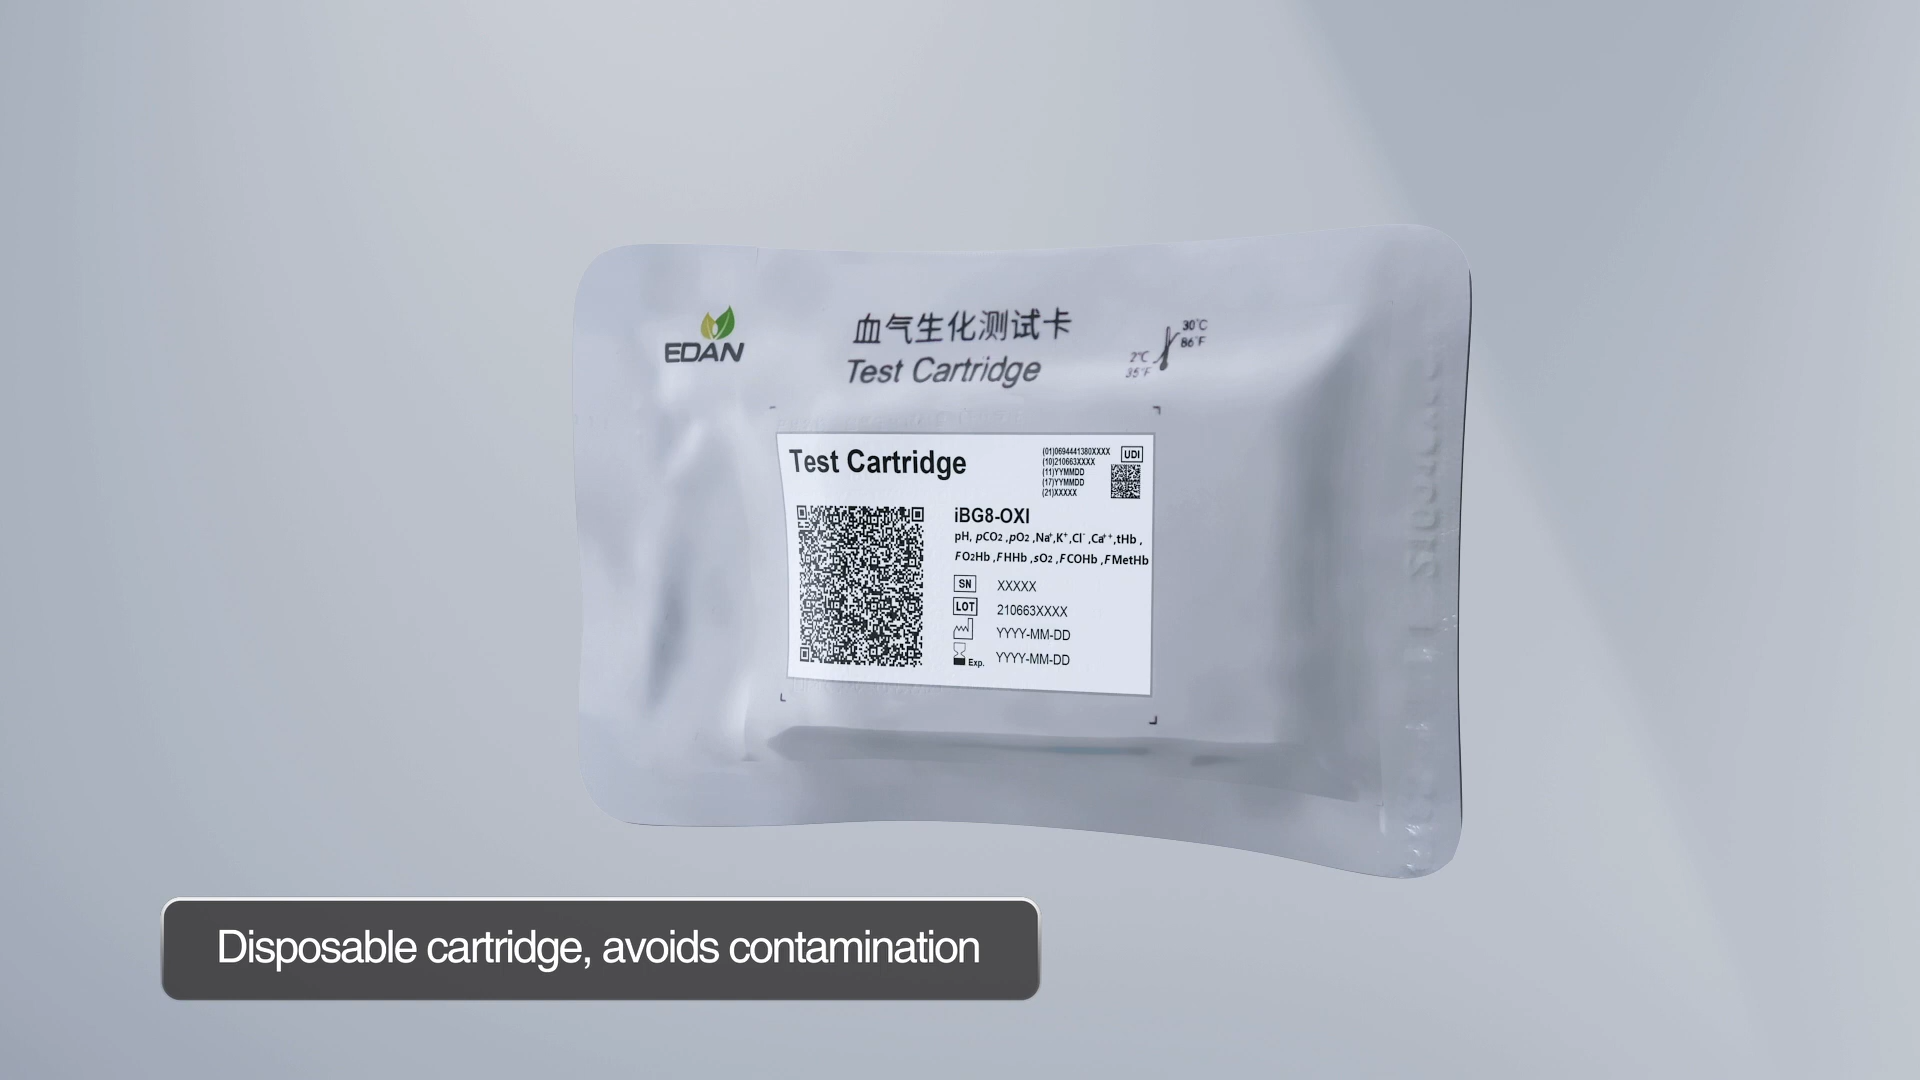 EDAN
血气生化测试卡
Test Cartridge
30°C
86°F
2°C
35°F
Test Cartridge
(01)0694441380XXXX
(10)210663XXXX
(11)YYMMDD
(17)YYMMDD
(21)XXXXX
UDI
iBG8-OXI
pH, pCO2 ,pO2 ,Na⁺,K⁺,Cl⁻ ,Ca⁺⁺,tHb ,
FO2Hb ,FHHb ,sO2 ,FCOHb ,FMetHb
SN XXXXX
LOT 210663XXXX
YYYY-MM-DD
Exp. YYYY-MM-DD
Disposable cartridge, avoids contamination